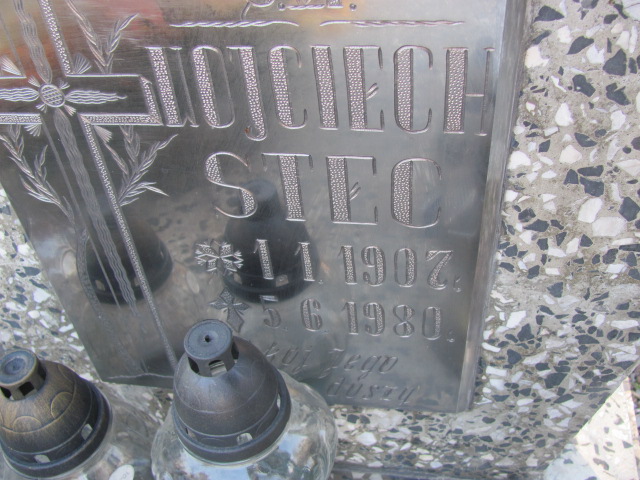 WOJCIECH
STEC
* 1 1 1907.
* 5 6 1980.